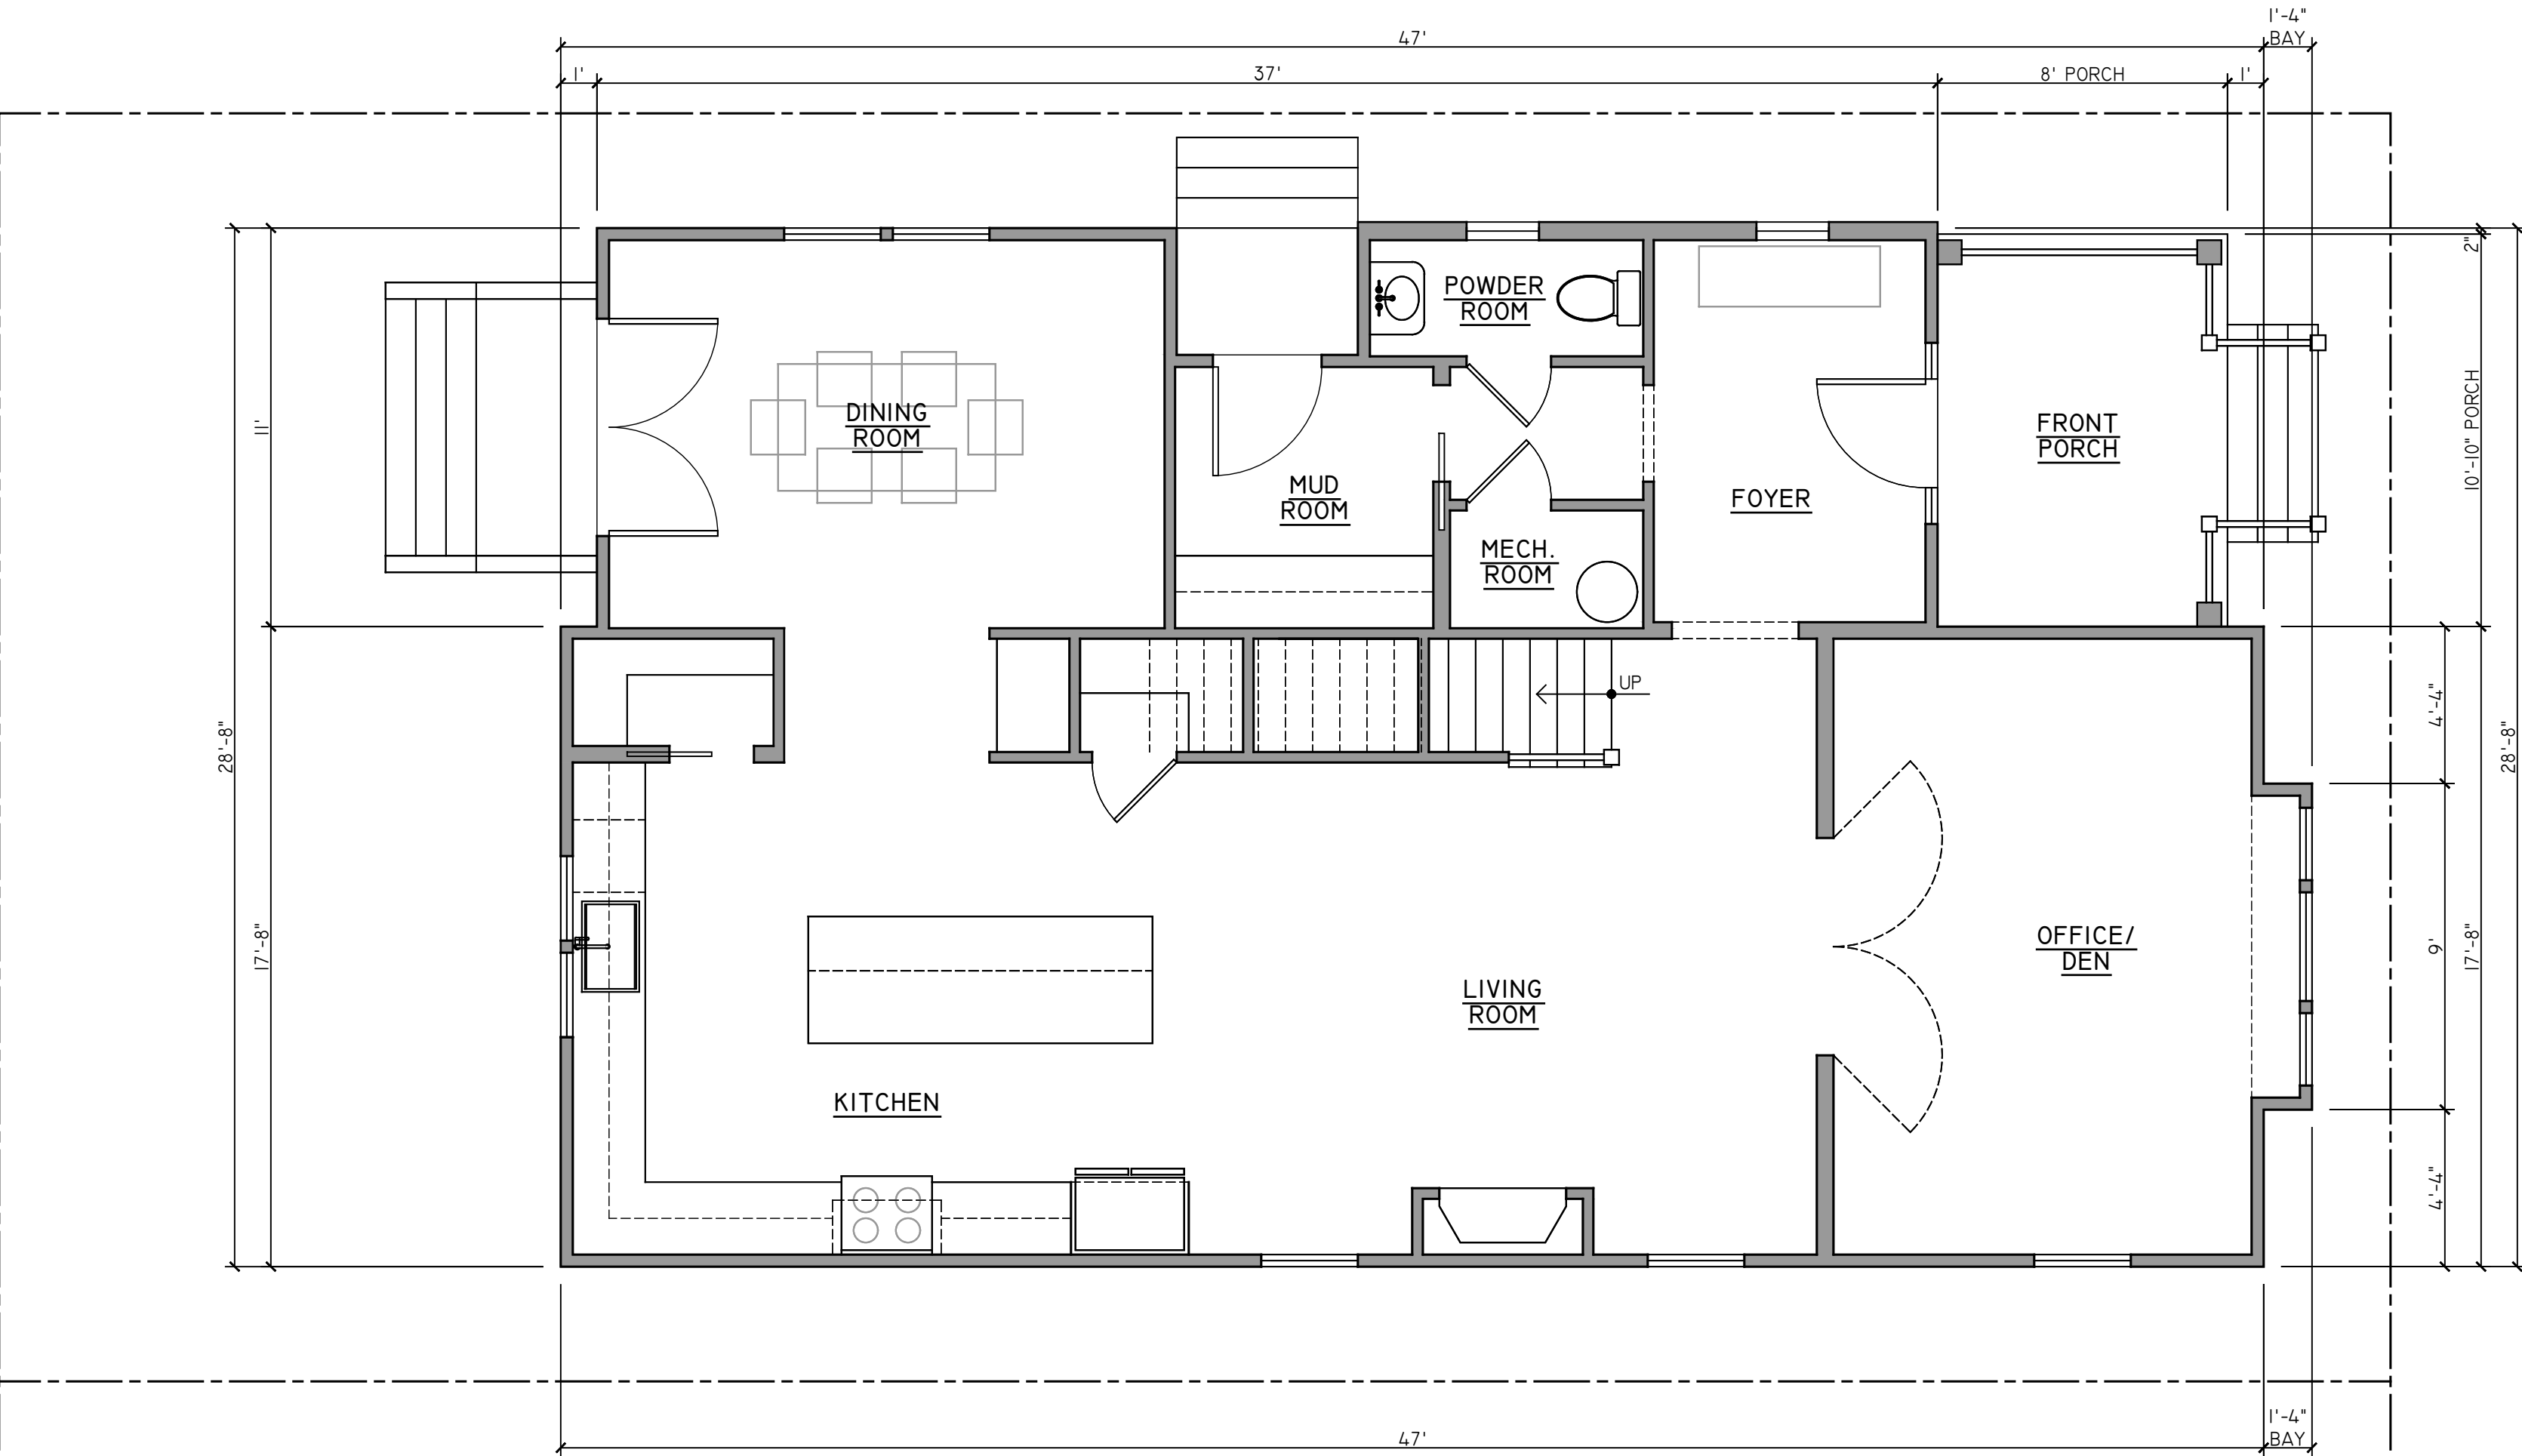 1'-4"
47'
BAY
1'
37'
8' PORCH
1'
2"
POWDER
ROOM
DINING
ROOM
11'
FRONT
PORCH
10'-10" PORCH
MUD
ROOM
FOYER
MECH.
ROOM
UP
4'-4"
28'-8"
28'-8"
17'-8"
OFFICE/
DEN
9'
17'-8"
LIVING
ROOM
KITCHEN
4'-4"
1'-4"
47'
BAY